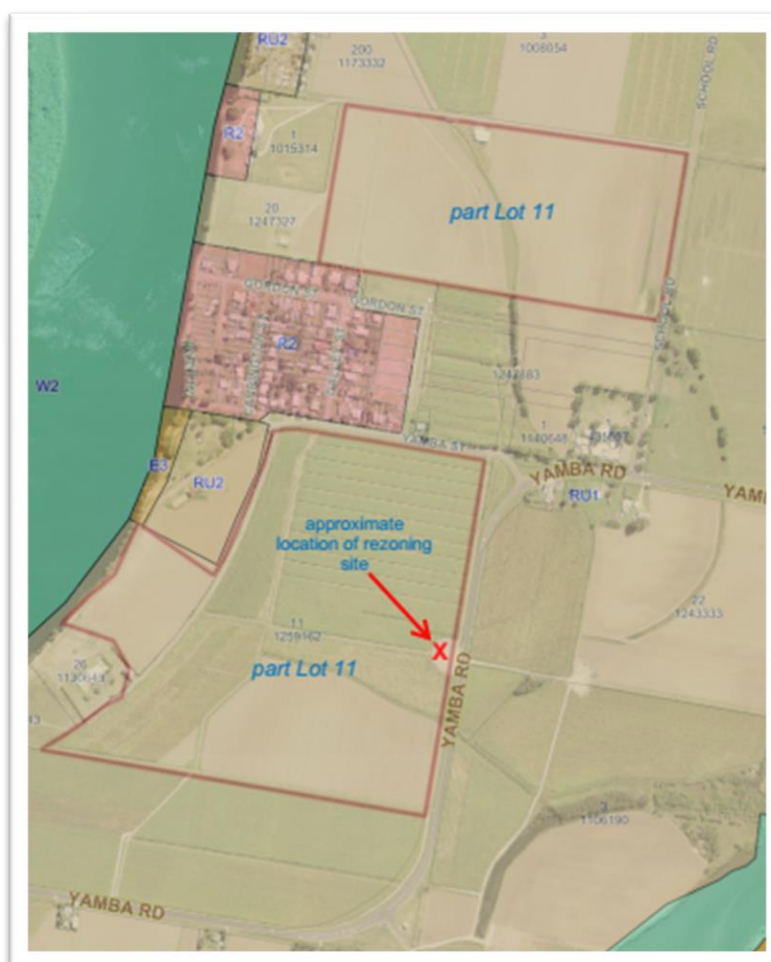 RU2
200
1173332
3
1008054
SCHOOL RD
R2
1
1015314
part Lot 11
20
1247327
GORDON ST
GORDON ST
SCHOOL RD
R2
W2
1
1140648
YAMBA ST
YAMBA RD
YAMB
E3
RU2
RU1
approximate
location of rezoning
site
22
1243333
11
1259162
X
part Lot 11
26
YAMBA RD
3
1106190
YAMBA RD